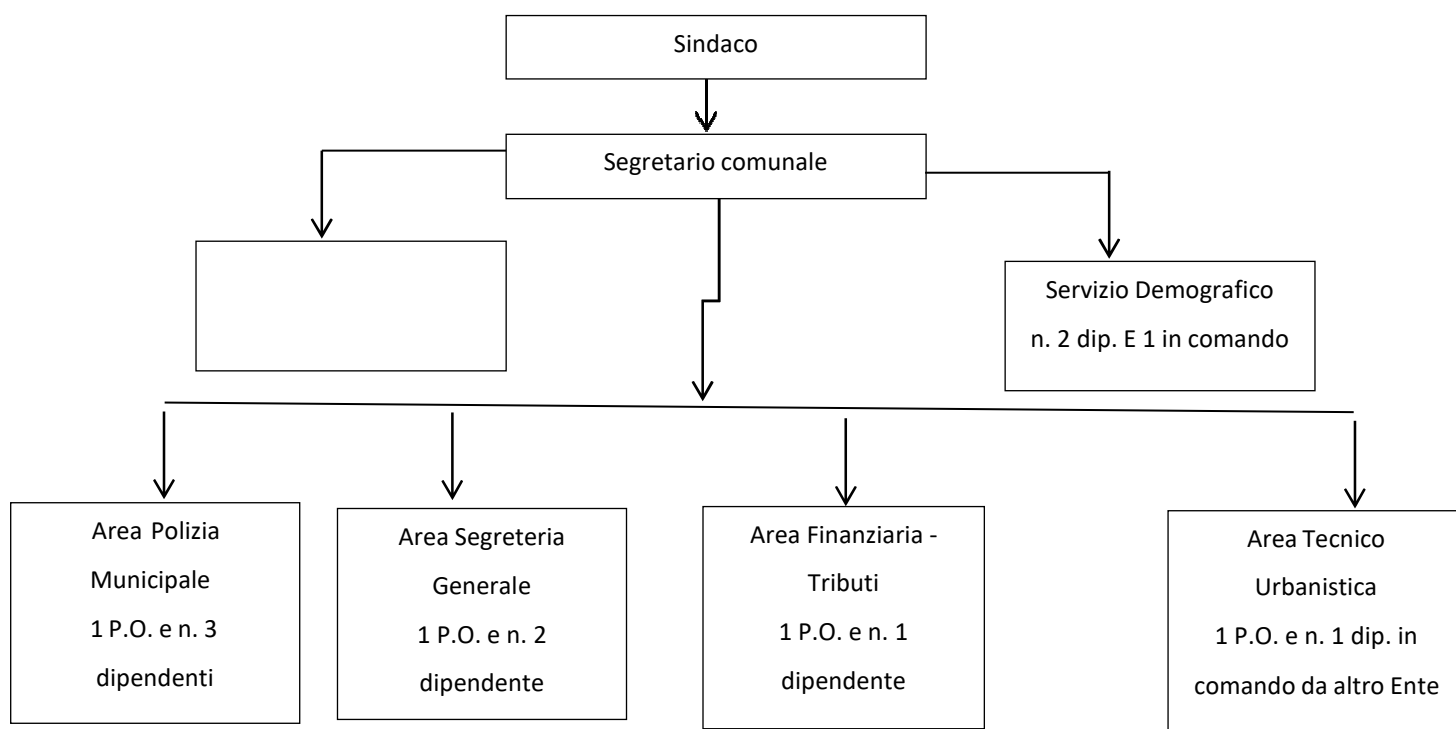 Sindaco
Segretario comunale
Servizio Demografico
n. 2 dip. E 1 in comando
Area Polizia
Municipale
1 P.O. e n. 3
dipendenti
Area Segreteria
Generale
1 P.O. e n. 2
dipendente
Area Finanziaria -
Tributi
1 P.O. e n. 1
dipendente
Area Tecnico
Urbanistica
1 P.O. e n. 1 dip. in
comando da altro Ente